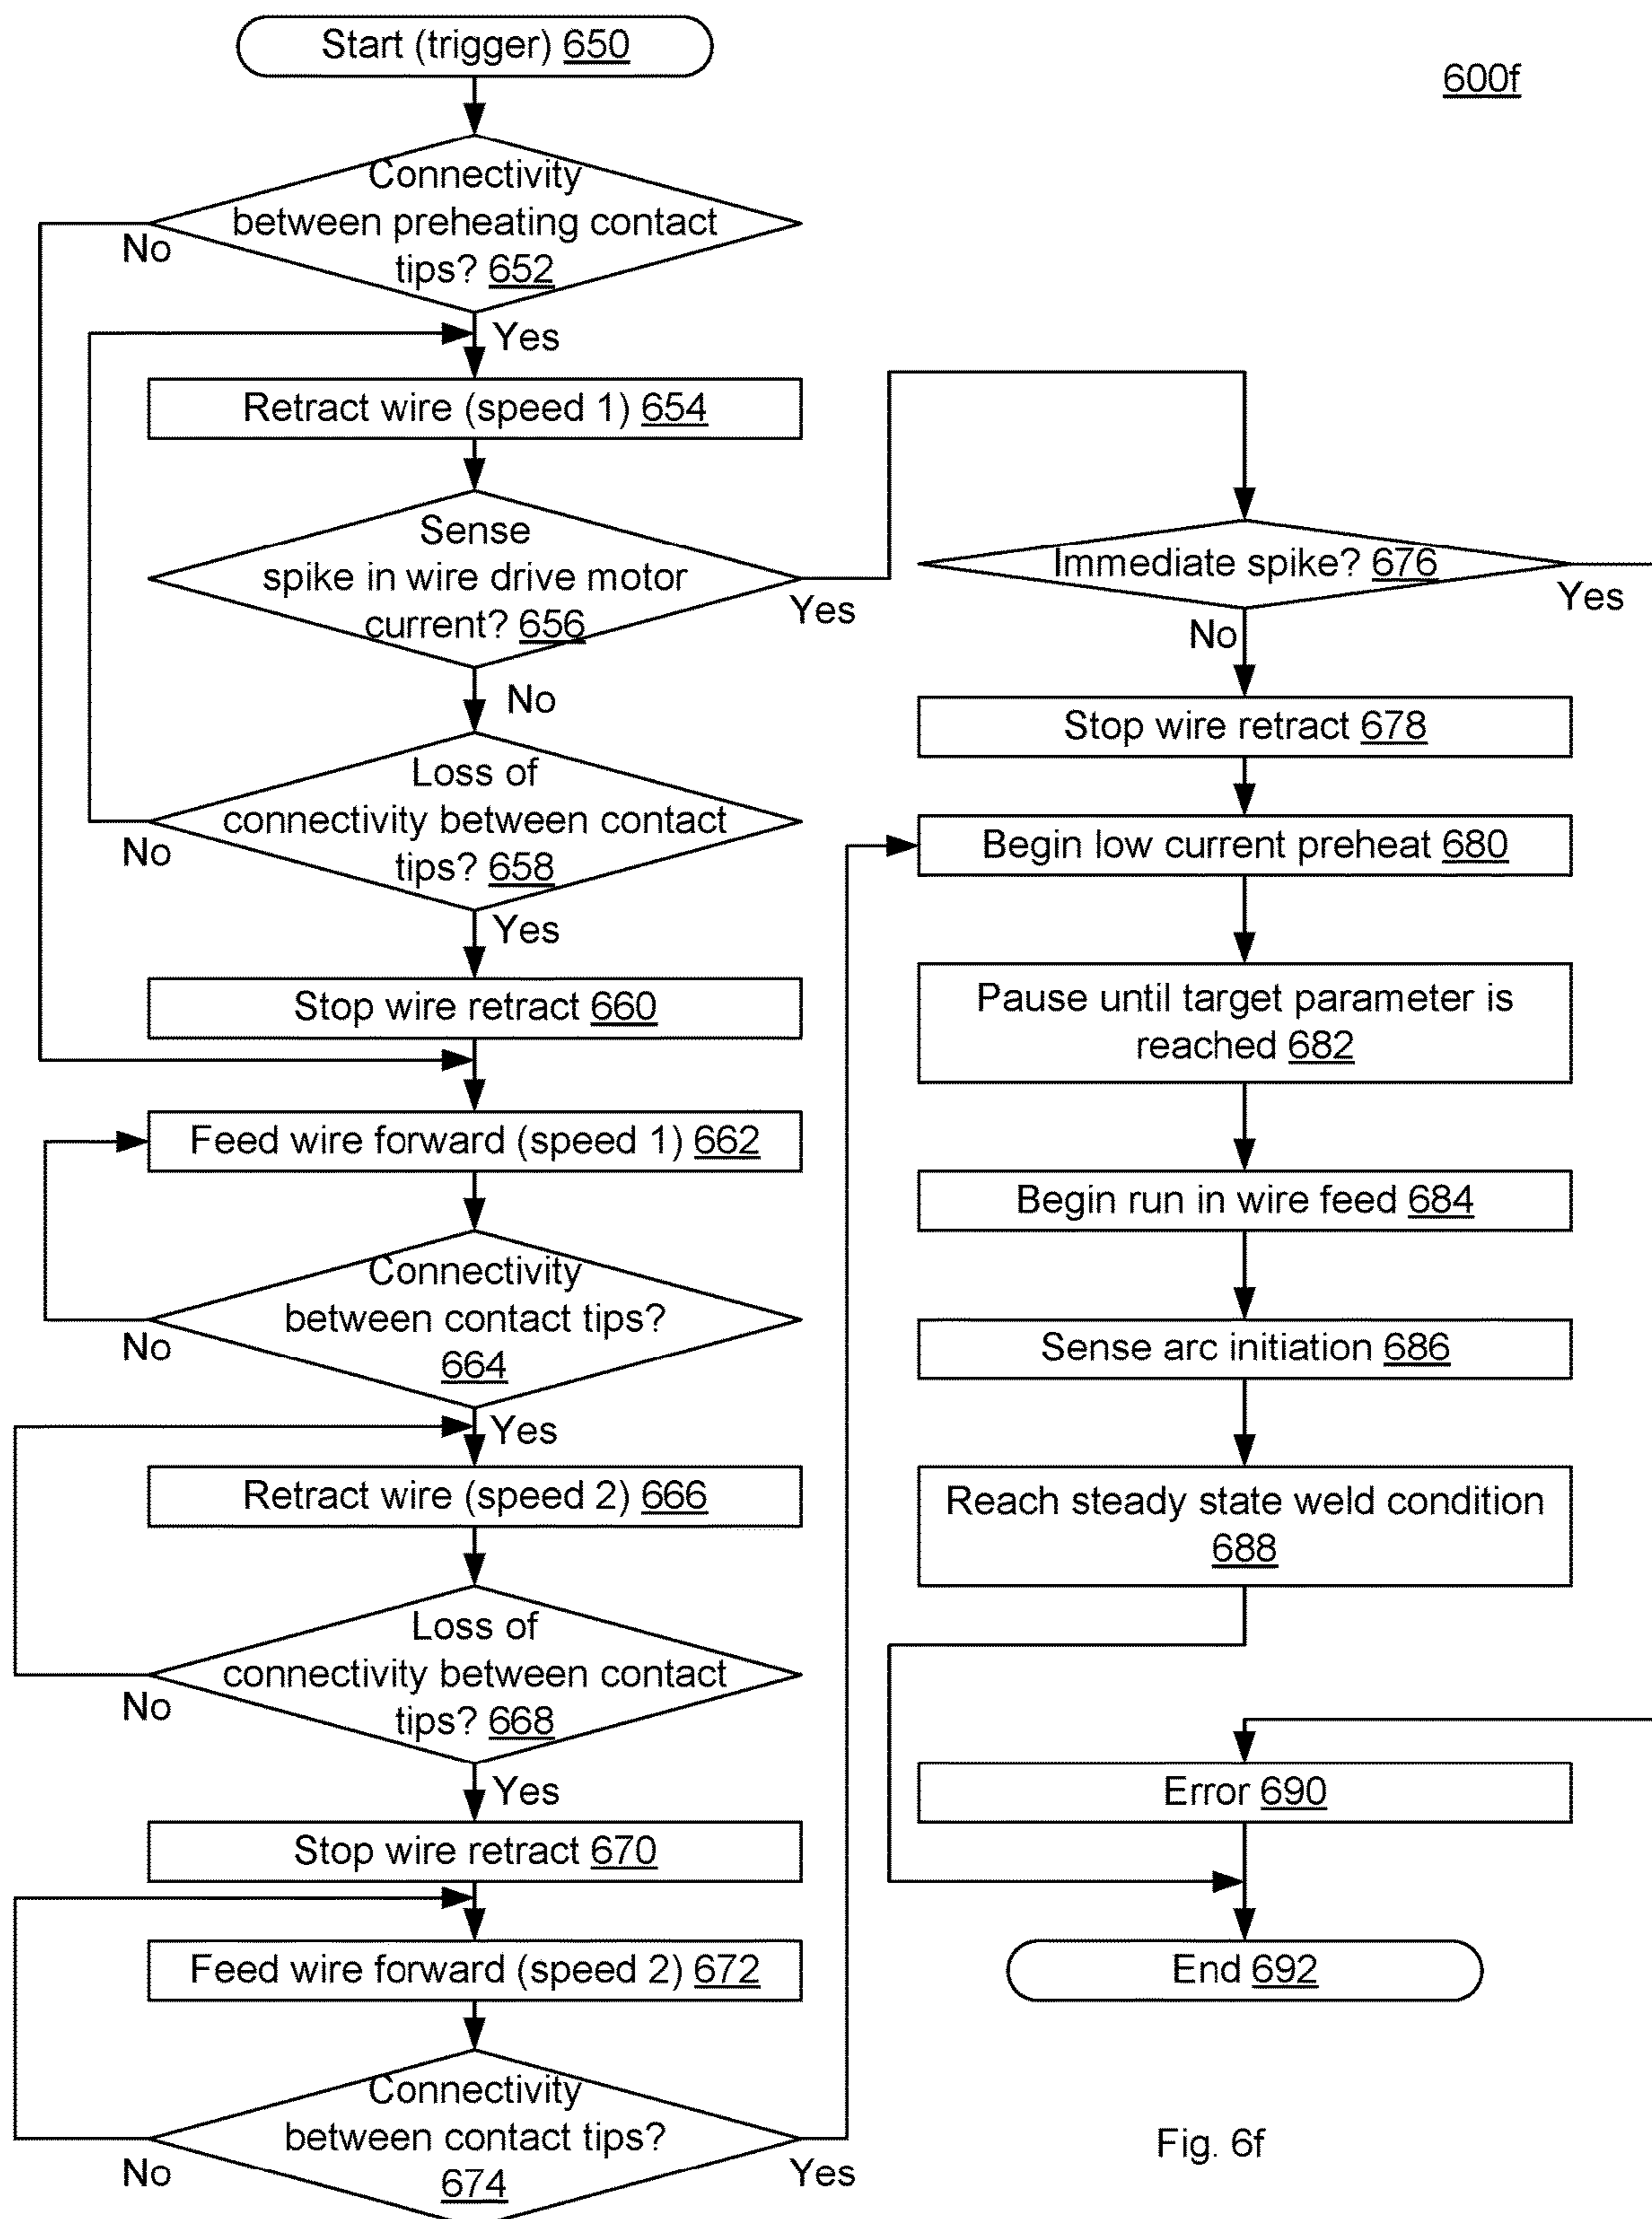 Start (trigger) 650
600f
Connectivity
between preheating contact
tips? 652
No
Yes
Retract wire (speed 1) 654
Sense
spike in wire drive motor
current? 656
Yes
No
Loss of
connectivity between contact
tips? 658
No
Yes
Stop wire retract 660
Feed wire forward (speed 1) 662
Connectivity
between contact tips?
664
No
Yes
Retract wire (speed 2) 666
Loss of
connectivity between contact
tips? 668
No
Yes
Stop wire retract 670
Feed wire forward (speed 2) 672
Connectivity
between contact tips?
674
No
Yes
Immediate spike? 676
Yes
No
Stop wire retract 678
Begin low current preheat 680
Pause until target parameter is
reached 682
Begin run in wire feed 684
Sense arc initiation 686
Reach steady state weld condition
688
Error 690
End 692
Fig. 6f